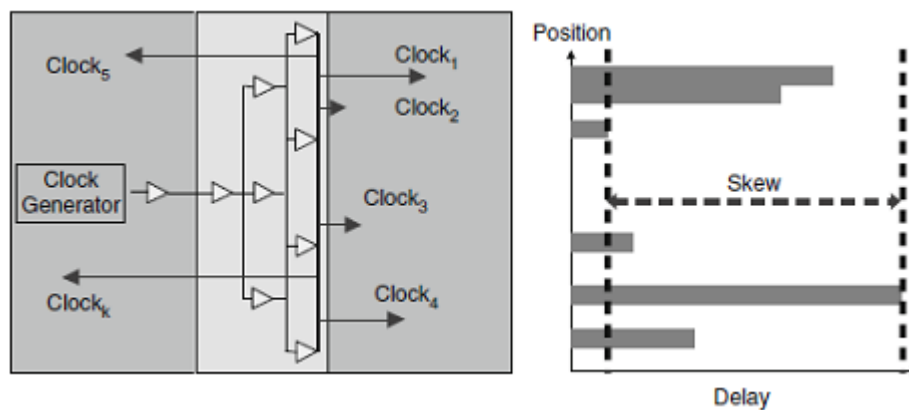 Clock₅
Clock₁
Clock₂
Clock
Generator
Clock₃
Clockₖ
Clock₄
Position
Skew
Delay